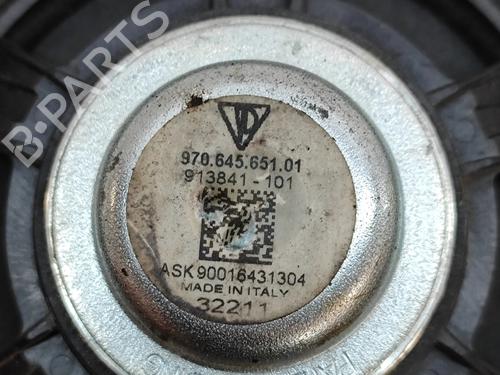 B-PARTS
970.645.651.01
913841-101
ASK90016431304
MADE IN ITALY
32211